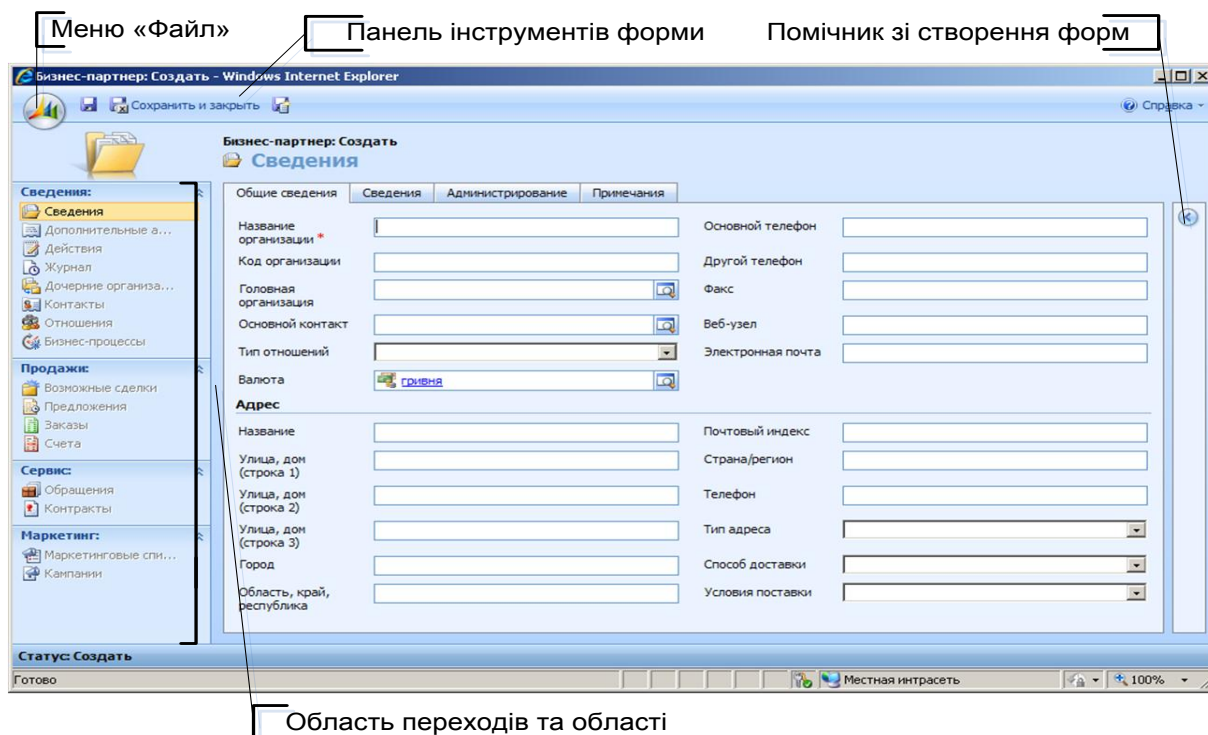 Меню «Файл»
Панель інструментів форми
Помічник зі створення форм
Бизнес-партнер: Создать - Windows Internet Explorer
Сохранить и закрыть
Справка
Бизнес-партнер: Создать
Сведения
Сведения:
Сведения
Дополнительные а...
Действия
Журнал
Дочерние организа...
Контакты
Отношения
Бизнес-процессы
Продажи:
Возможные сделки
Предложения
Заказы
Счета
Сервис:
Обращения
Контракты
Маркетинг:
Маркетинговые спи...
Кампании
Общие сведения
Сведения
Администрирование
Примечания
Название
организации *
Основной телефон
Код организации
Другой телефон
Головная
организация
Факс
Основной контакт
Веб-узел
Тип отношений
Электронная почта
Валюта
гривня
Адрес
Название
Почтовый индекс
Улица, дом
(строка 1)
Страна/регион
Улица, дом
(строка 2)
Телефон
Улица, дом
(строка 3)
Тип адреса
Город
Способ доставки
Область, край,
республика
Условия поставки
Статус: Создать
Готово
Местная интрасеть
100%
Область переходів та області